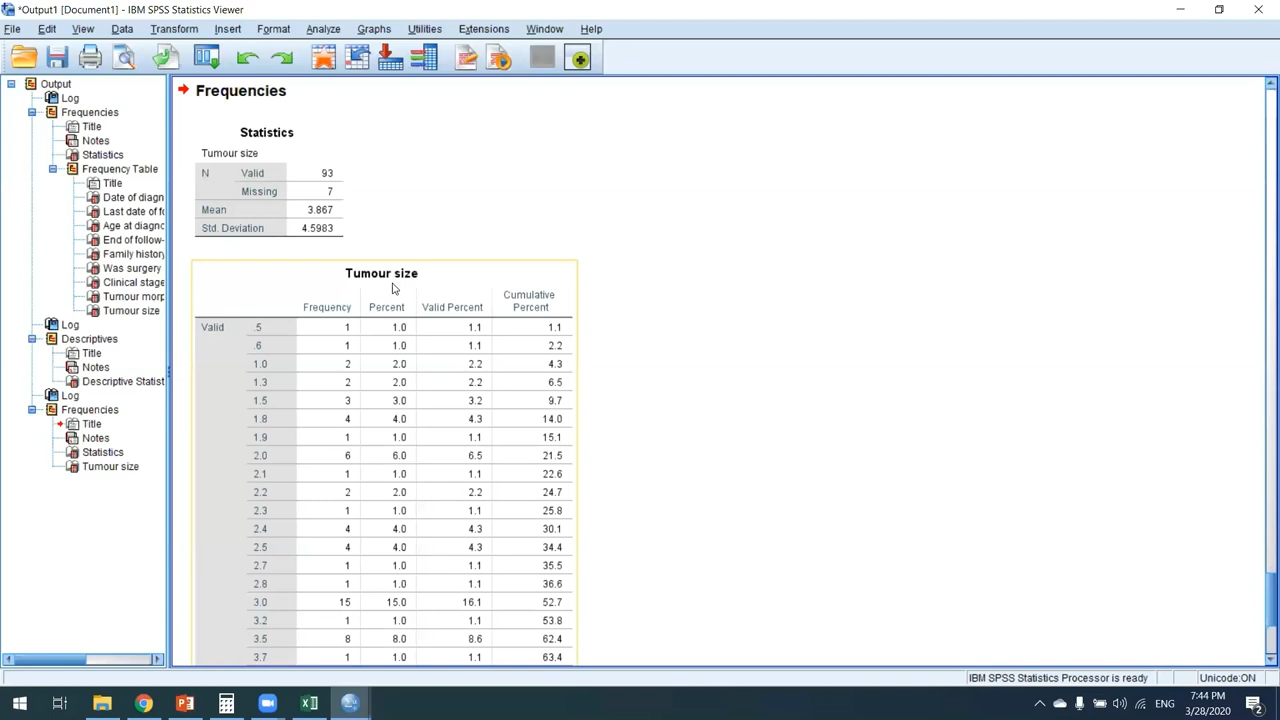 *Output1 [Document1] - IBM SPSS Statistics Viewer
File Edit View Data Transform Insert Format Analyze Graphs Utilities Extensions Window Help
Output
Log
Frequencies
Title
Notes
Statistics
Frequency Table
Title
Date of diagn
Last date of fo
Age at diagno
End of follow-
Family history
Was surgery
Clinical stage
Tumour morp
Tumour size
Log
Descriptives
Title
Notes
Descriptive Statist
Log
Frequencies
Title
Notes
Statistics
Tumour size
Frequencies
Statistics
Tumour size
N Valid 93
Missing 7
Mean 3.867
Std. Deviation 4.5983
Tumour size
Frequency Percent Valid Percent Cumulative Percent
Valid .5 1 1.0 1.1 1.1
.6 1 1.0 1.1 2.2
1.0 2 2.0 2.2 4.3
1.3 2 2.0 2.2 6.5
1.5 3 3.0 3.2 9.7
1.8 4 4.0 4.3 14.0
1.9 1 1.0 1.1 15.1
2.0 6 6.0 6.5 21.5
2.1 1 1.0 1.1 22.6
2.2 2 2.0 2.2 24.7
2.3 1 1.0 1.1 25.8
2.4 4 4.0 4.3 30.1
2.5 4 4.0 4.3 34.4
2.7 1 1.0 1.1 35.5
2.8 1 1.0 1.1 36.6
3.0 15 15.0 16.1 52.7
3.2 1 1.0 1.1 53.8
3.5 8 8.0 8.6 62.4
3.7 1 1.0 1.1 63.4
IBM SPSS Statistics Processor is ready Unicode:ON
ENG 7:44 PM
3/28/2020 2